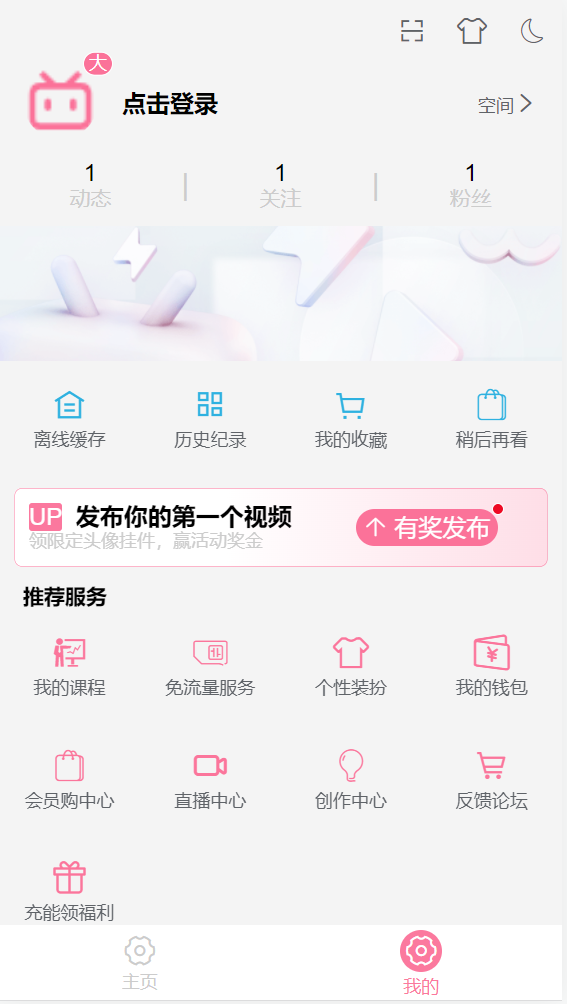 大
点击登录
空间
1 1 1
动态 关注 粉丝
离线缓存 历史纪录 我的收藏 稍后再看
UP 发布你的第一个视频
领限定头像挂件，赢活动奖金
有奖发布
推荐服务
我的课程 免流量服务 个性装扮 我的钱包
会员购中心 直播中心 创作中心 反馈论坛
充能领福利
主页 我的